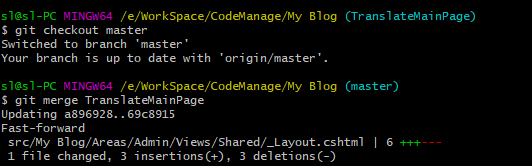 sl@sl-PC MINGW64 /e/WorkSpace/CodeManage/My Blog (TranslateMainPage)
$ git checkout master
Switched to branch 'master'
Your branch is up to date with 'origin/master'.
sl@sl-PC MINGW64 /e/WorkSpace/CodeManage/My Blog (master)
$ git merge TranslateMainPage
Updating a896928..69c8915
Fast-forward
src/My Blog/Areas/Admin/Views/Shared/_Layout.cshtml | 6 +++---
1 file changed, 3 insertions(+), 3 deletions(-)